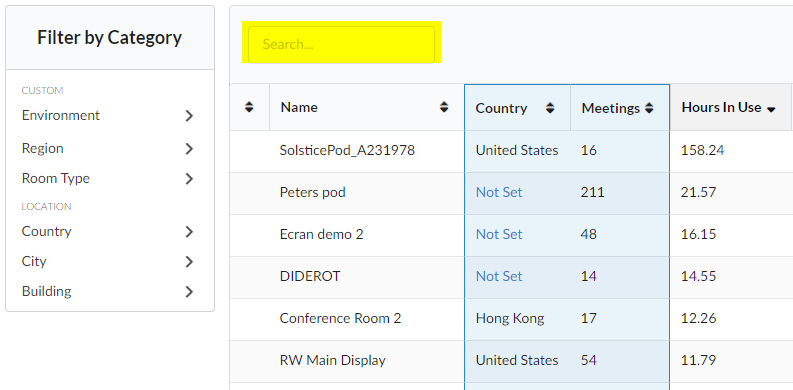 Filter by Category
CUSTOM
Environment
Region
Room Type
LOCATION
Country
City
Building
Search...
Name Country Meetings Hours In Use
SolsticePod_A231978 United States 16 158.24
Peters pod Not Set 211 21.57
Ecran demo 2 Not Set 48 16.15
DIDEROT Not Set 14 14.55
Conference Room 2 Hong Kong 17 12.26
RW Main Display United States 54 11.79